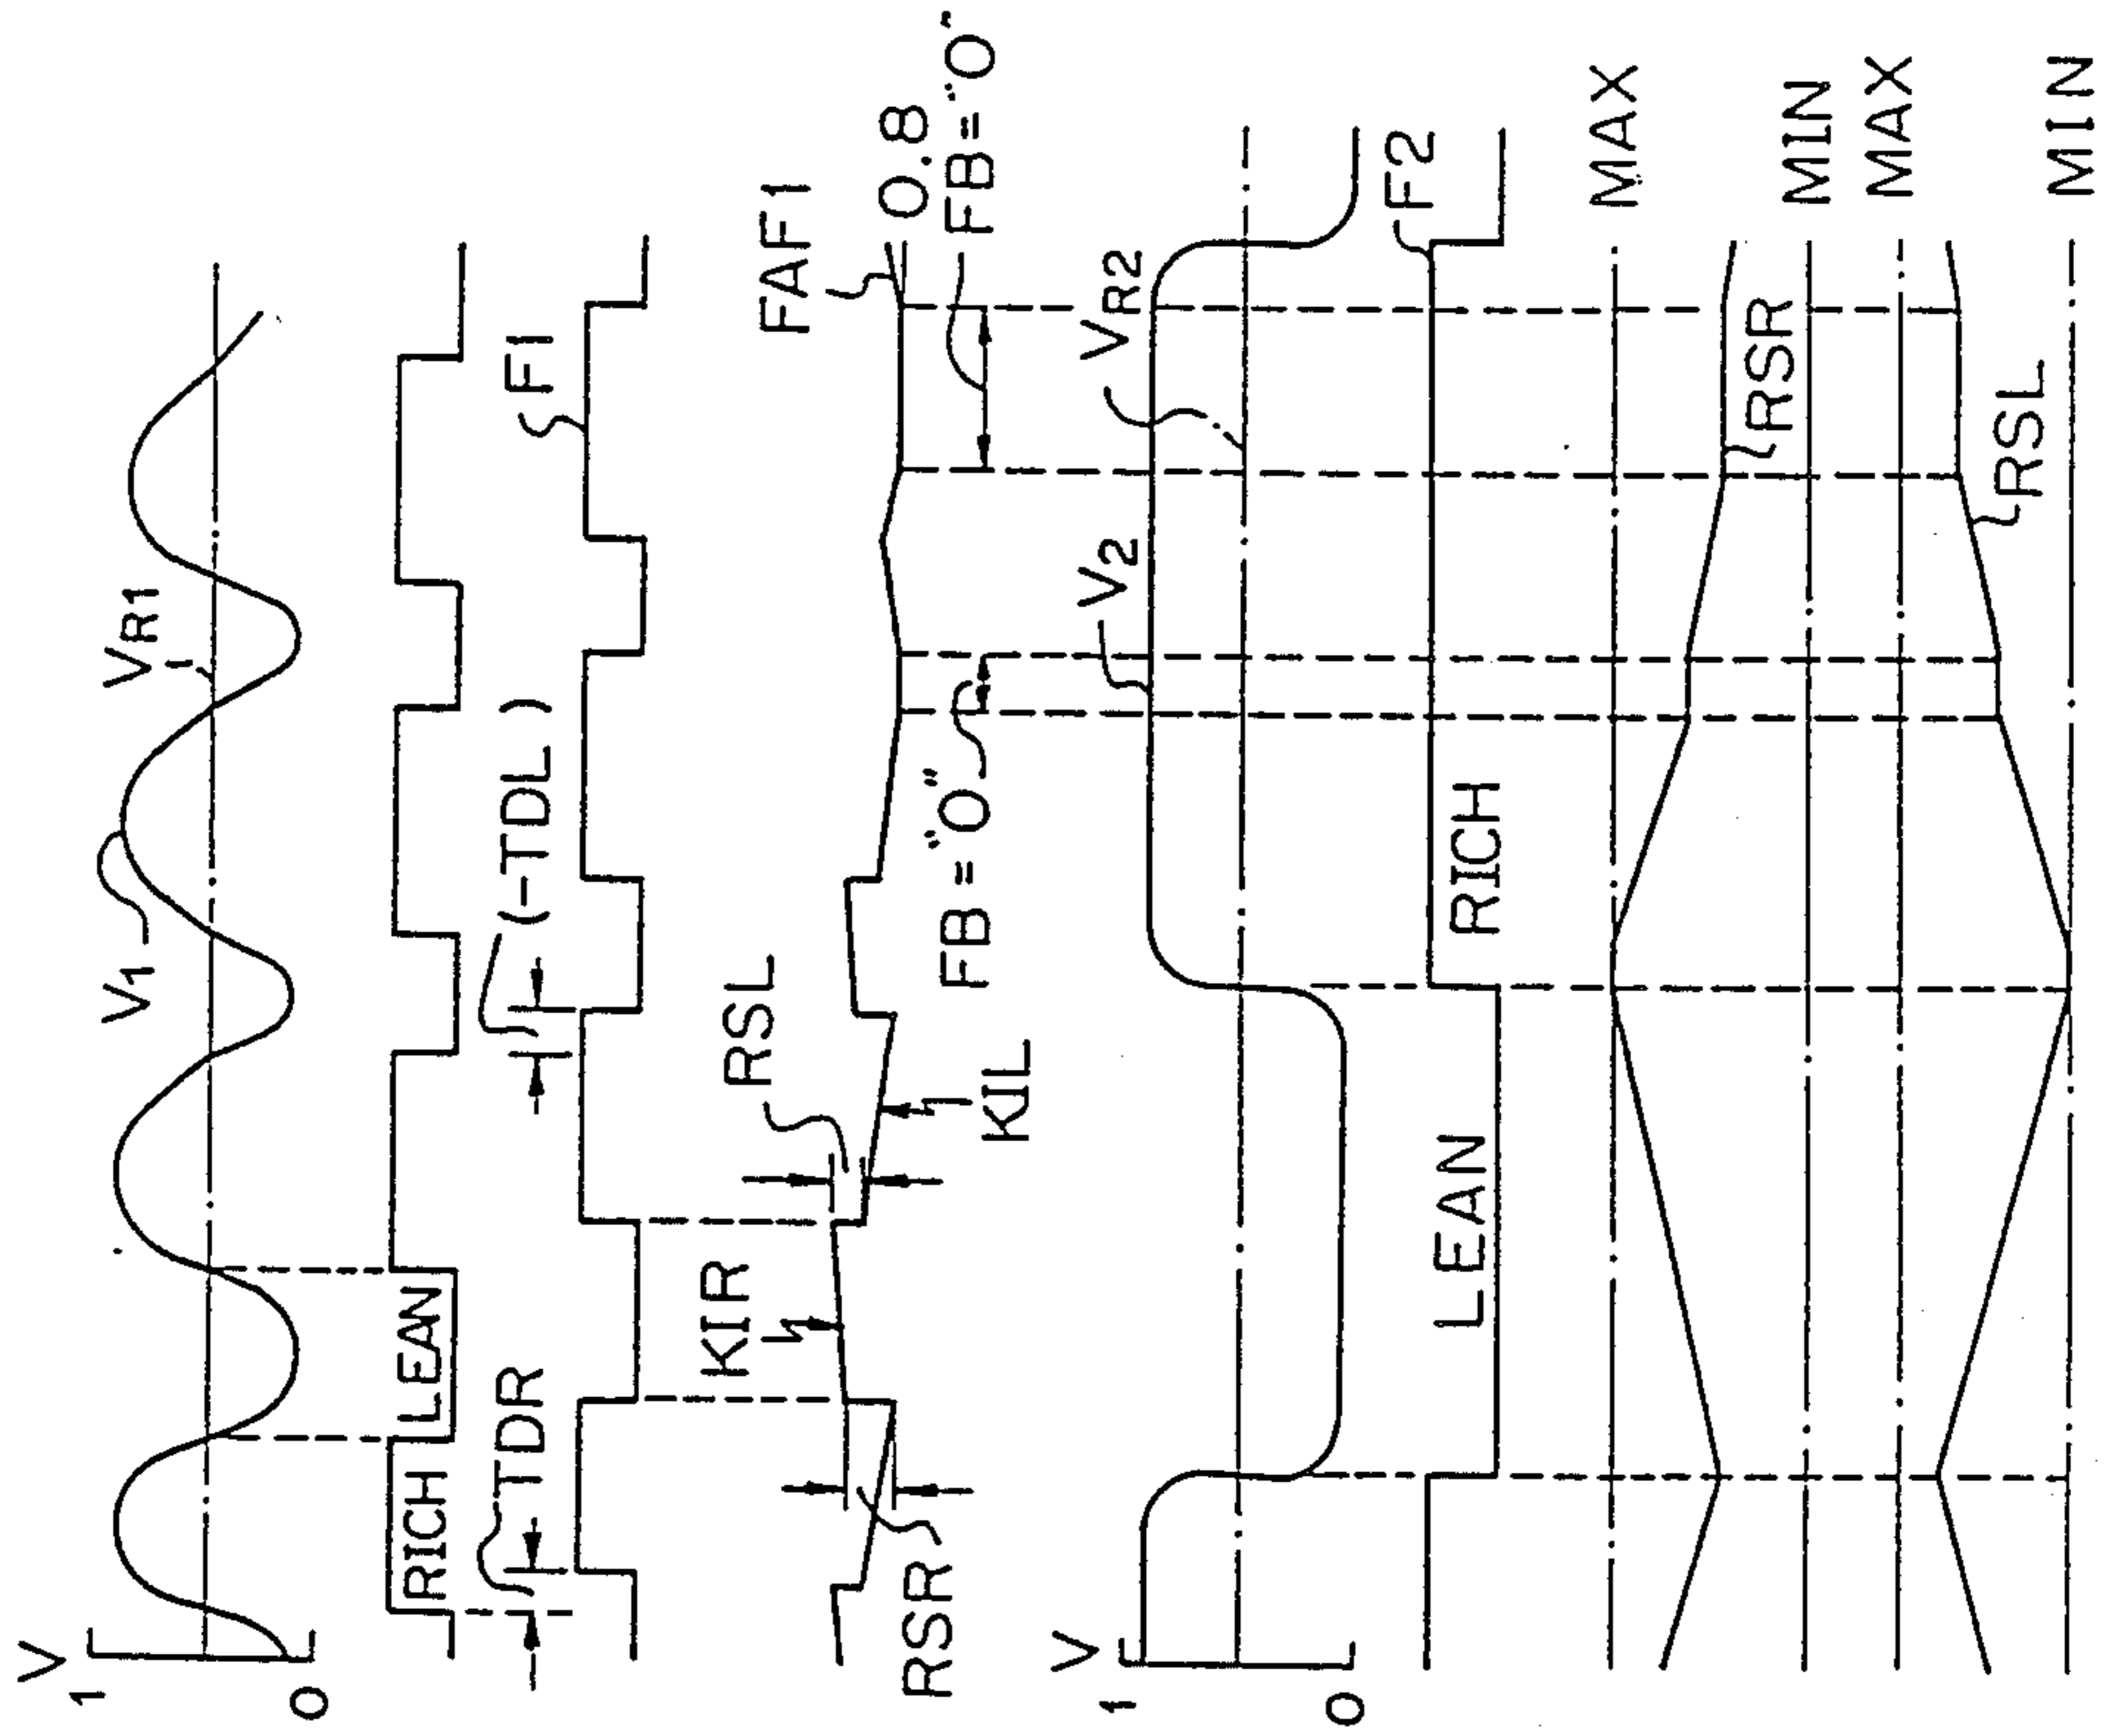 V
1
0
V1
VR1
RICH
LEAN
TDR
(-TDL)
F1
KIR
RSL
FAF1
0.8
RSR
KIL
FB="0"
FB="0"
V
1
0
V2
VR2
LEAN
RICH
F2
MAX
RSR
MIN
MAX
RSL
MIN